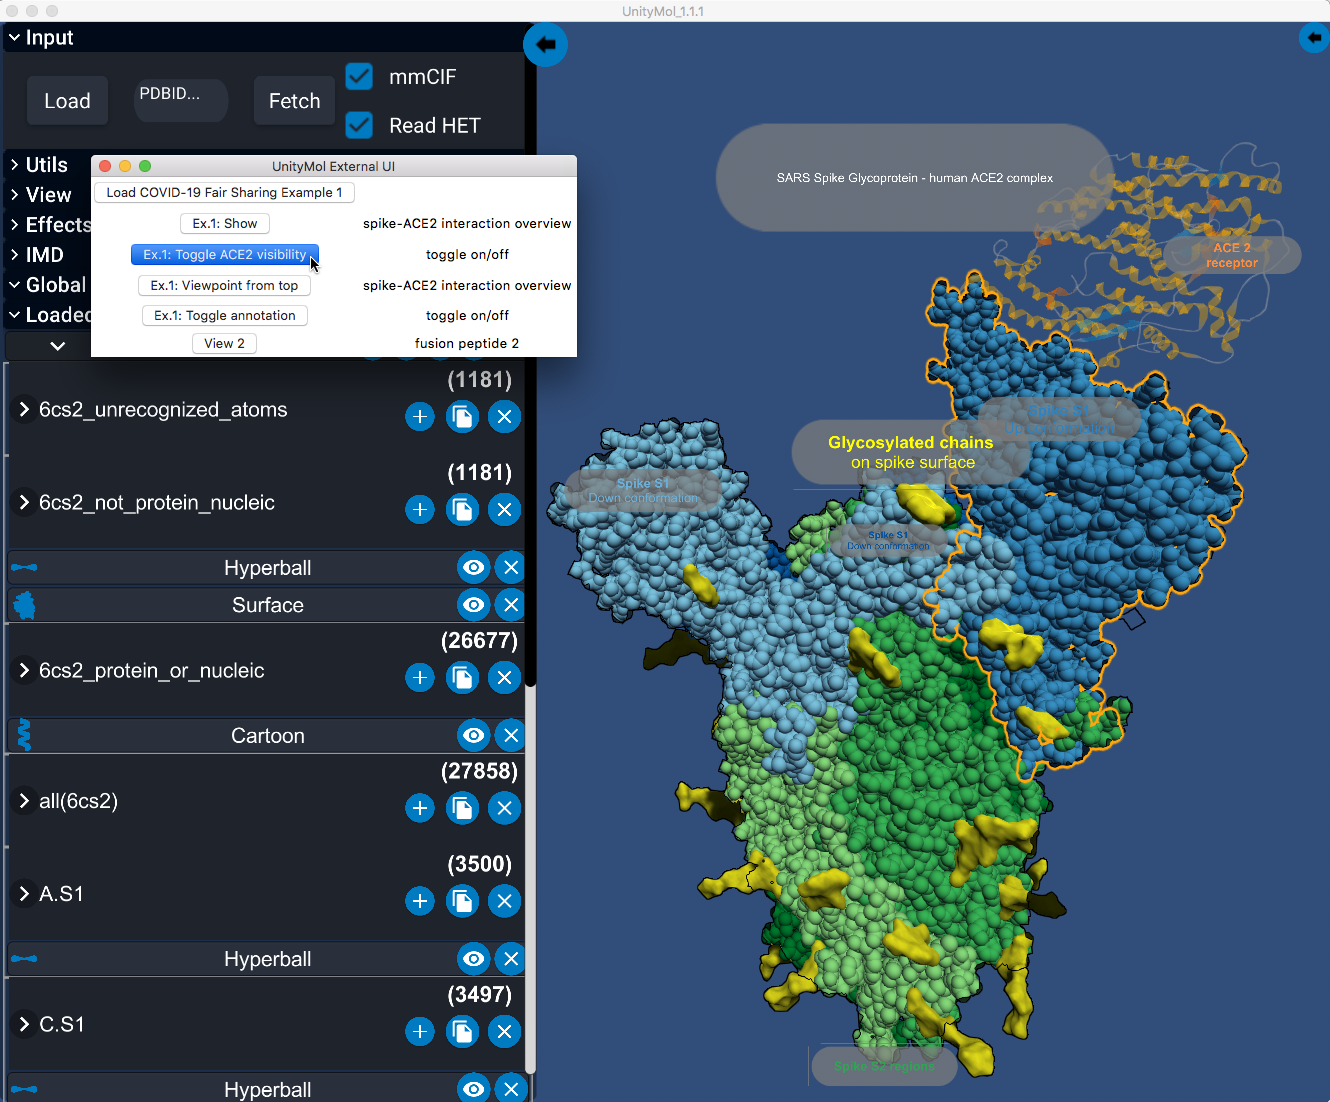 UnityMol_1.1.1
Input
Load
PDBID...
Fetch
mmCIF
Read HET
Utils
View
Effects
IMD
Global
Loaded
UnityMol External UI
Load COVID-19 Fair Sharing Example 1
Ex.1: Show
spike-ACE2 interaction overview
Ex.1: Toggle ACE2 visibility
toggle on/off
Ex.1: Viewpoint from top
spike-ACE2 interaction overview
Ex.1: Toggle annotation
toggle on/off
View 2
fusion peptide 2
(1181)
6cs2_unrecognized_atoms
(1181)
6cs2_not_protein_nucleic
Hyperball
Surface
(26677)
6cs2_protein_or_nucleic
Cartoon
(27858)
all(6cs2)
(3500)
A.S1
Hyperball
(3497)
C.S1
Hyperball
SARS Spike Glycoprotein - human ACE2 complex
ACE 2
receptor
Spike S1
Up conformation
Glycosylated chains
on spike surface
Spike S1
Down conformation
Spike S1
Down conformation
Spike S2 regions